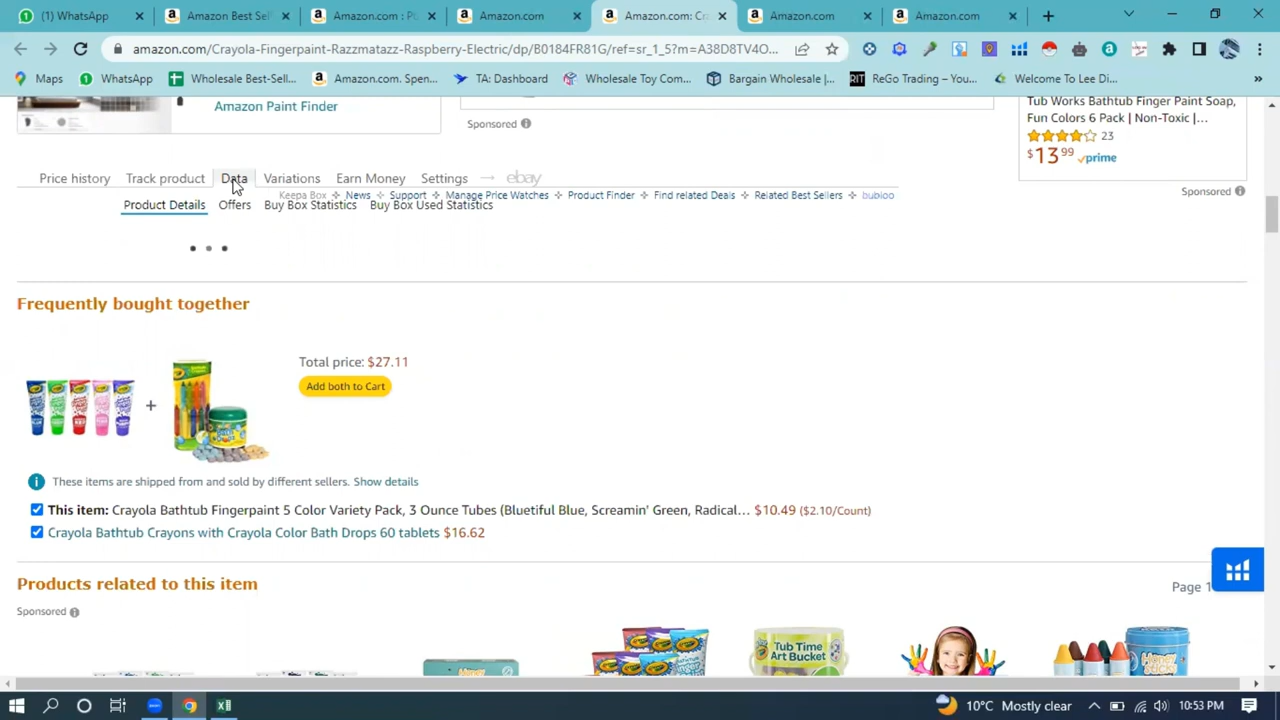 (1) WhatsApp
Amazon Best Sel
Amazon.com : Pu
Amazon.com
Amazon.com: Cra
Amazon.com
Amazon.com
amazon.com/Crayola-Fingerpaint-Razzmatazz-Raspberry-Electric/dp/B0184FR81G/ref=sr_1_5?m=A38D8TV4O...
Maps
WhatsApp
Wholesale Best-Sell...
Amazon.com. Spen...
TA: Dashboard
Wholesale Toy Com...
Bargain Wholesale |...
RIT ReGo Trading – You...
Welcome To Lee Di...
»
Amazon Paint Finder
Sponsored
Tub Works Bathtub Finger Paint Soap,
Fun Colors 6 Pack | Non-Toxic |...
23
$13 99 prime
Sponsored
Price history Track product Data Variations Earn Money Settings → ebay
Keepa Box News Support Manage Price Watches Product Finder Find related Deals Related Best Sellers bubloo
Product Details Offers Buy Box Statistics Buy Box Used Statistics
Frequently bought together
Total price: $27.11
Add both to Cart
+
These items are shipped from and sold by different sellers. Show details
This item: Crayola Bathtub Fingerpaint 5 Color Variety Pack, 3 Ounce Tubes (Bluetiful Blue, Screamin' Green, Radical... $10.49 ($2.10/Count)
Crayola Bathtub Crayons with Crayola Color Bath Drops 60 tablets $16.62
Products related to this item
Page 1
Sponsored
Tub Time
Art Bucket
10°C Mostly clear
10:53 PM